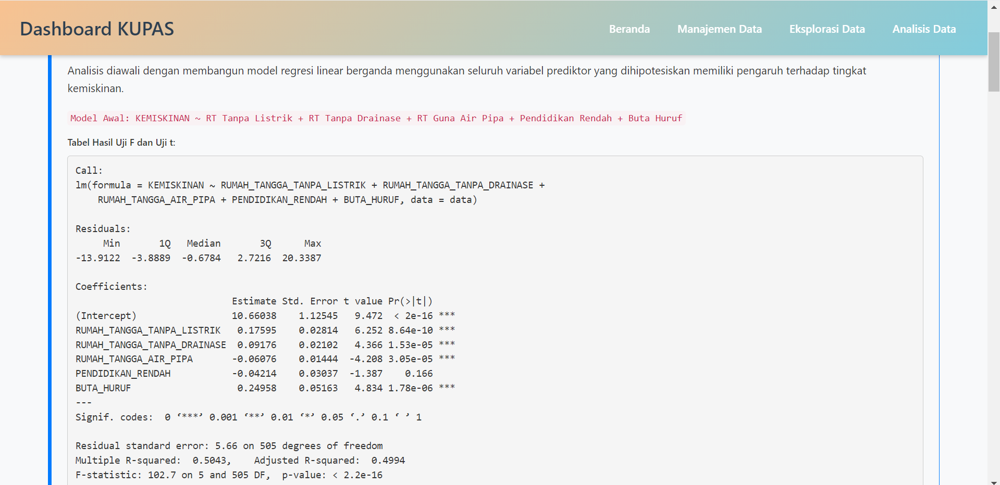 Dashboard KUPAS
Beranda
Manajemen Data
Eksplorasi Data
Analisis Data
Analisis diawali dengan membangun model regresi linear berganda menggunakan seluruh variabel prediktor yang dihipotesiskan memiliki pengaruh terhadap tingkat
kemiskinan.
Model Awal: KEMISKINAN ~ RT Tanpa Listrik + RT Tanpa Drainase + RT Guna Air Pipa + Pendidikan Rendah + Buta Huruf
Tabel Hasil Uji F dan Uji t:
Call:
lm(formula = KEMISKINAN ~ RUMAH_TANGGA_TANPA_LISTRIK + RUMAH_TANGGA_TANPA_DRAINASE +
    RUMAH_TANGGA_AIR_PIPA + PENDIDIKAN_RENDAH + BUTA_HURUF, data = data)
Residuals:
     Min       1Q   Median       3Q      Max
-13.9122  -3.8889  -0.6784   2.7216  20.3387
Coefficients:
                            Estimate Std. Error t value Pr(>|t|)
(Intercept)                 10.66038    1.12545   9.472  < 2e-16 ***
RUMAH_TANGGA_TANPA_LISTRIK   0.17595    0.02814   6.252 8.64e-10 ***
RUMAH_TANGGA_TANPA_DRAINASE  0.09176    0.02102   4.366 1.53e-05 ***
RUMAH_TANGGA_AIR_PIPA       -0.06076    0.01444  -4.208 3.05e-05 ***
PENDIDIKAN_RENDAH           -0.04214    0.03037  -1.387    0.166
BUTA_HURUF                   0.24958    0.05163   4.834 1.78e-06 ***
---
Signif. codes:  0 ‘***’ 0.001 ‘**’ 0.01 ‘*’ 0.05 ‘.’ 0.1 ‘ ’ 1
Residual standard error: 5.66 on 505 degrees of freedom
Multiple R-squared:  0.5043,    Adjusted R-squared:  0.4994
F-statistic: 102.7 on 5 and 505 DF,  p-value: < 2.2e-16